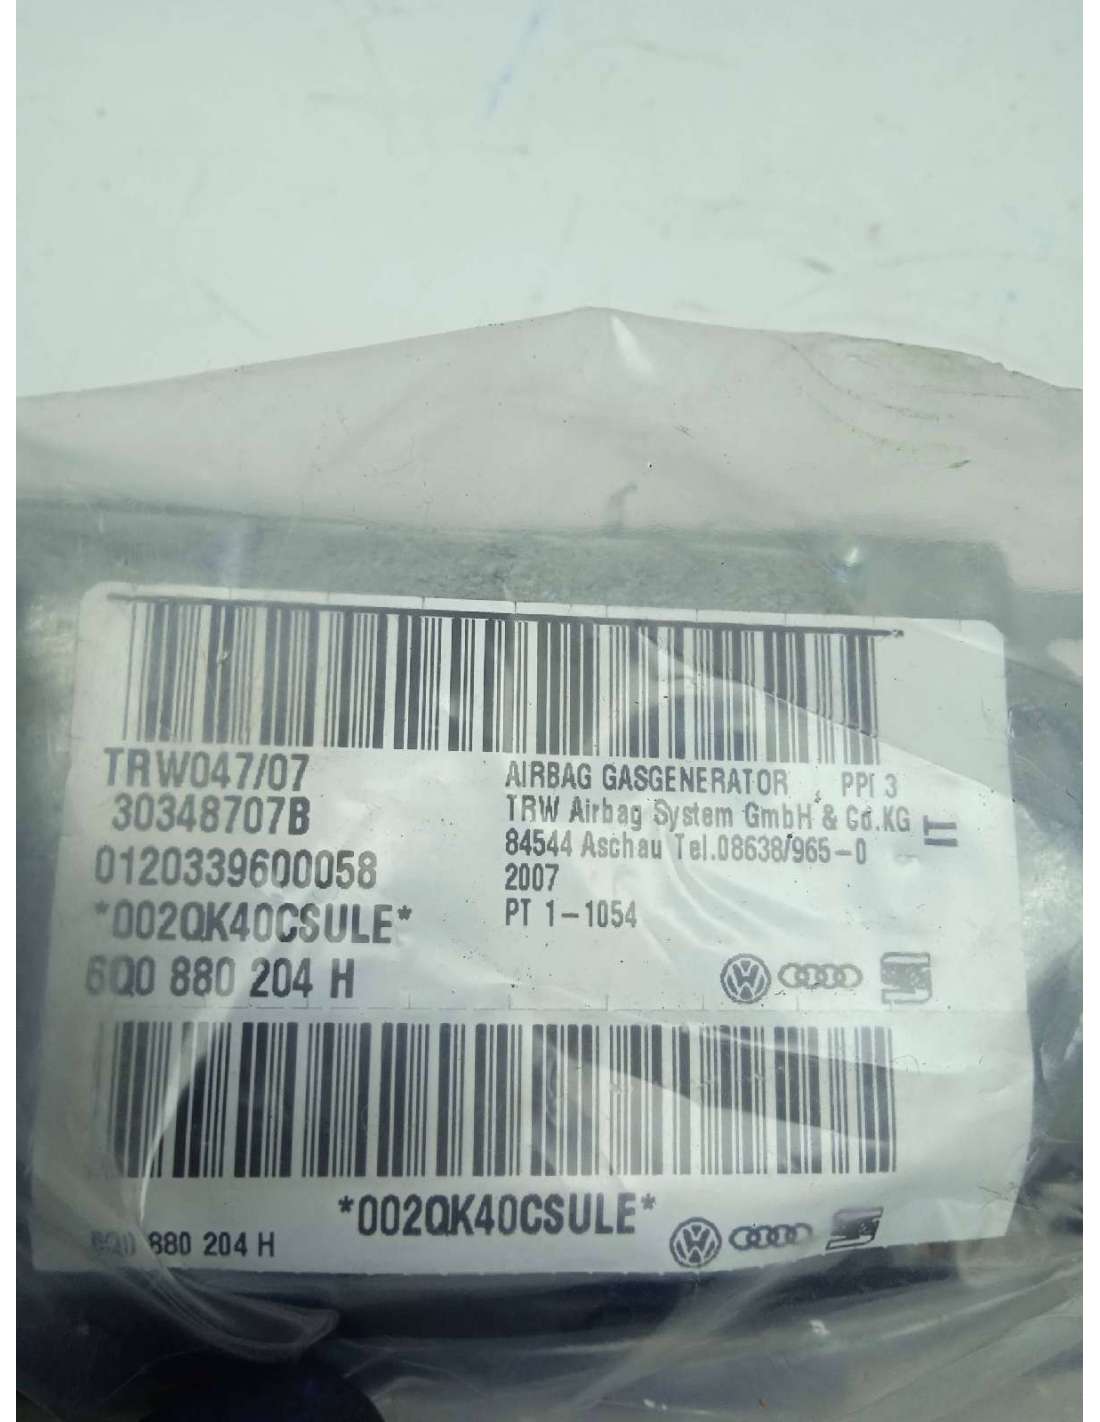 TRW047/07
30348707B
0120339600058
*002QK40CSULE*
6Q0 880 204 H
AIRBAG GASGENERATOR , PPI 3
TRW Airbag System GmbH & Co.KG
84544 Aschau Tel.08638/965-0
2007
PT 1-1054
IT
*002QK40CSULE*
6Q0 880 204 H